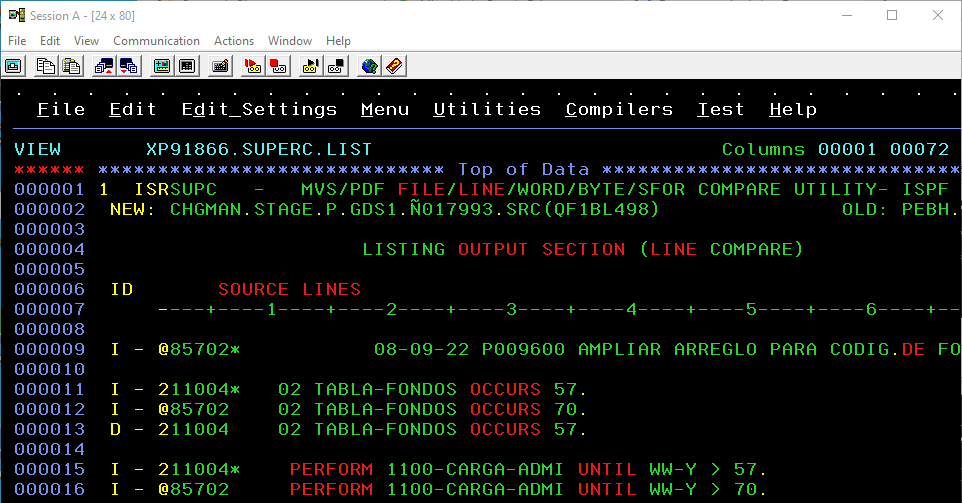 Session A - [24 x 80]
File Edit View Communication Actions Window Help
File Edit Edit_Settings Menu Utilities Compilers Test Help
VIEW XP91866.SUPERC.LIST Columns 00001 00072
****** ***************************** Top of Data ******************************
000001 1 ISRSUPC - MVS/PDF FILE/LINE/WORD/BYTE/SFOR COMPARE UTILITY- ISPF
000002 NEW: CHGMAN.STAGE.P.GDS1.Ñ017993.SRC(QF1BL498) OLD: PEBH.
000003
000004 LISTING OUTPUT SECTION (LINE COMPARE)
000005
000006 ID SOURCE LINES
000007 ----+----1----+----2----+----3----+----4----+----5----+----6----+--
000008
000009 I - @85702* 08-09-22 P009600 AMPLIAR ARREGLO PARA CODIG.DE FO
000010
000011 I - 211004* 02 TABLA-FONDOS OCCURS 57.
000012 I - @85702 02 TABLA-FONDOS OCCURS 70.
000013 D - 211004 02 TABLA-FONDOS OCCURS 57.
000014
000015 I - 211004* PERFORM 1100-CARGA-ADMI UNTIL WW-Y > 57.
000016 I - @85702 PERFORM 1100-CARGA-ADMI UNTIL WW-Y > 70.